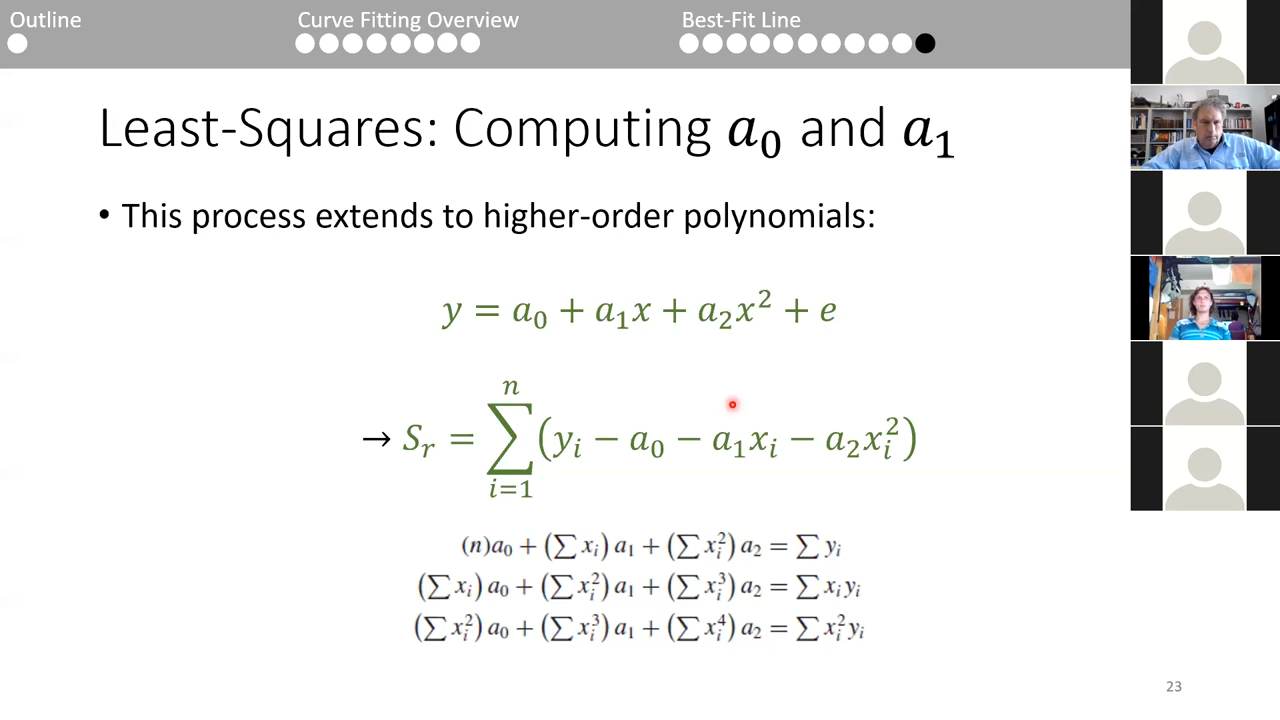 Outline
Curve Fitting Overview
Best-Fit Line
Least-Squares: Computing a₀ and a₁
• This process extends to higher-order polynomials:
y = a₀ + a₁x + a₂x² + e
n
→ Sᵣ = ∑ (yᵢ − a₀ − a₁xᵢ − a₂xᵢ²)
i=1
(n)a₀ + (∑ xᵢ) a₁ + (∑ xᵢ²) a₂ = ∑ yᵢ
(∑ xᵢ) a₀ + (∑ xᵢ²) a₁ + (∑ xᵢ³) a₂ = ∑ xᵢyᵢ
(∑ xᵢ²) a₀ + (∑ xᵢ³) a₁ + (∑ xᵢ⁴) a₂ = ∑ xᵢ²yᵢ
23